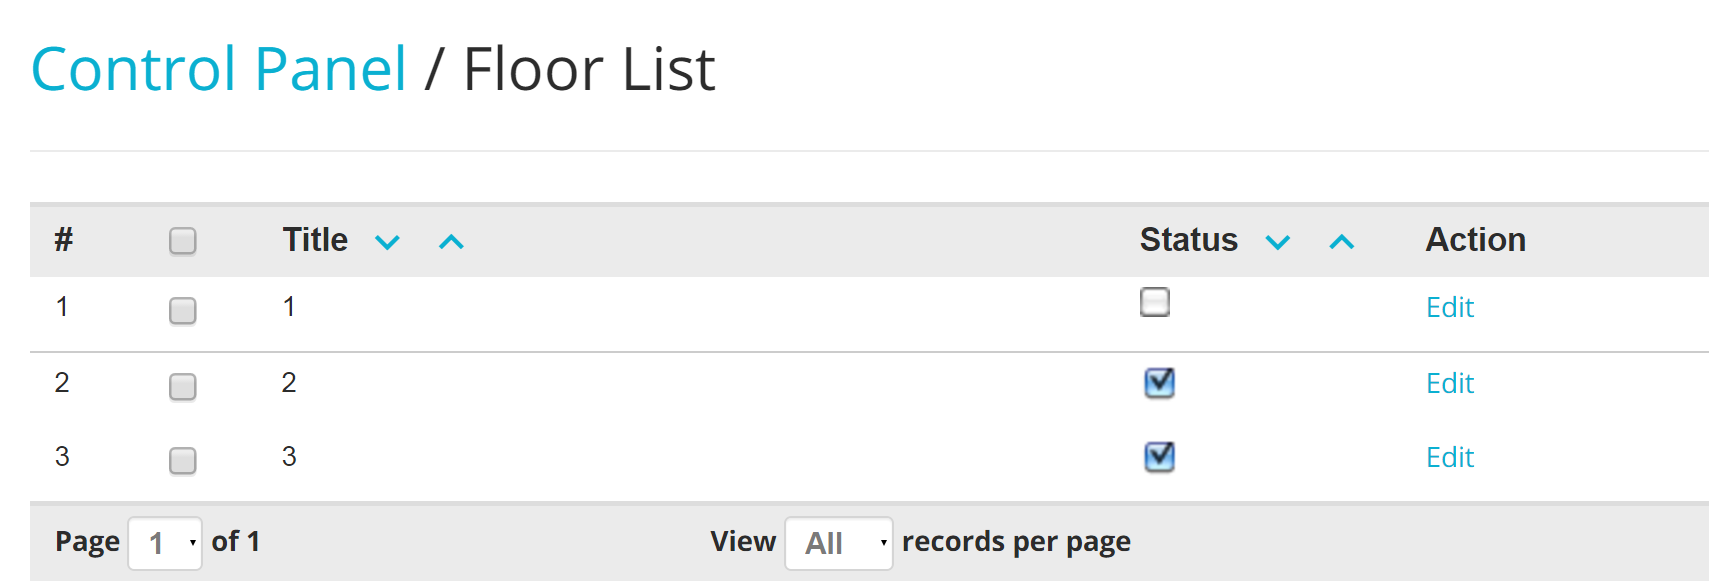 Control Panel / Floor List
# Title Status Action
1 1 Edit
2 2 Edit
3 3 Edit
Page 1 of 1 View All records per page